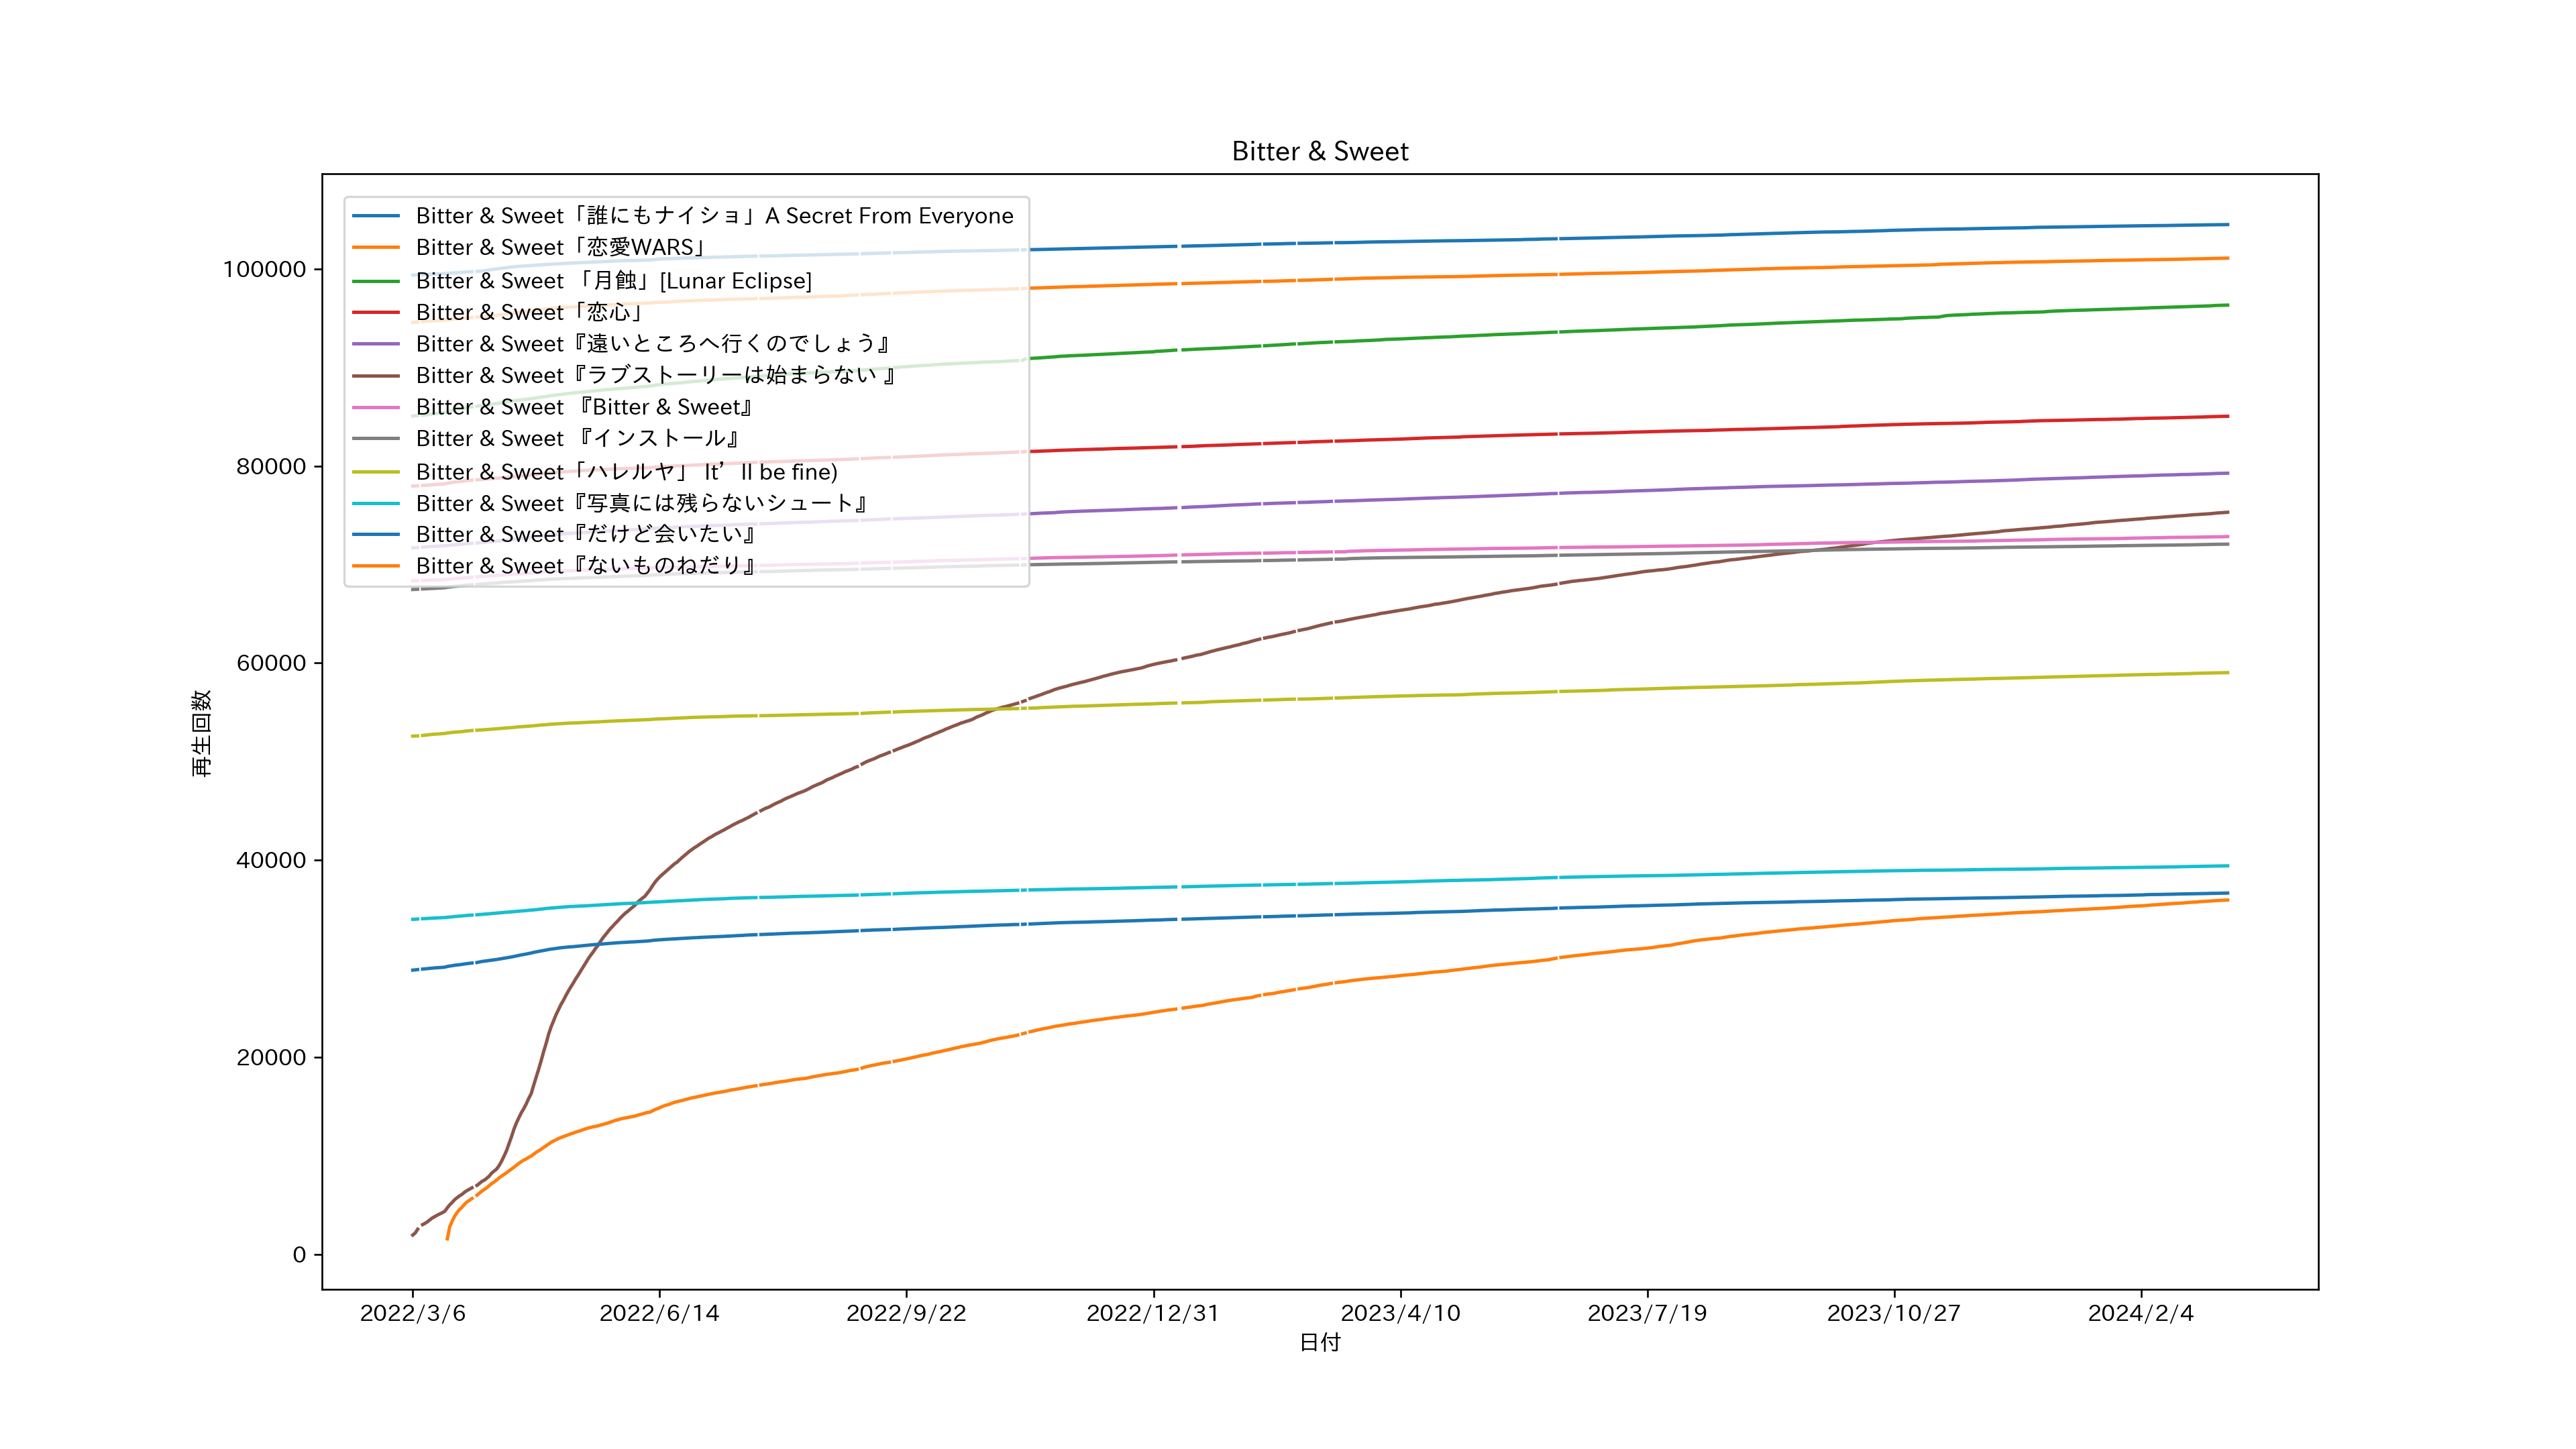 Bitter & Sweet
Bitter & Sweet「誰にもナイショ」A Secret From Everyone
Bitter & Sweet「恋愛WARS」
Bitter & Sweet 「月蝕」[Lunar Eclipse]
Bitter & Sweet「恋心」
Bitter & Sweet『遠いところへ行くのでしょう』
Bitter & Sweet『ラブストーリーは始まらない 』
Bitter & Sweet 『Bitter & Sweet』
Bitter & Sweet 『インストール』
Bitter & Sweet「ハレルヤ」 It’ll be fine)
Bitter & Sweet『写真には残らないシュート』
Bitter & Sweet『だけど会いたい』
Bitter & Sweet『ないものねだり』
100000
80000
60000
40000
20000
0
再生回数
2022/3/6 2022/6/14 2022/9/22 2022/12/31 2023/4/10 2023/7/19 2023/10/27 2024/2/4
日付